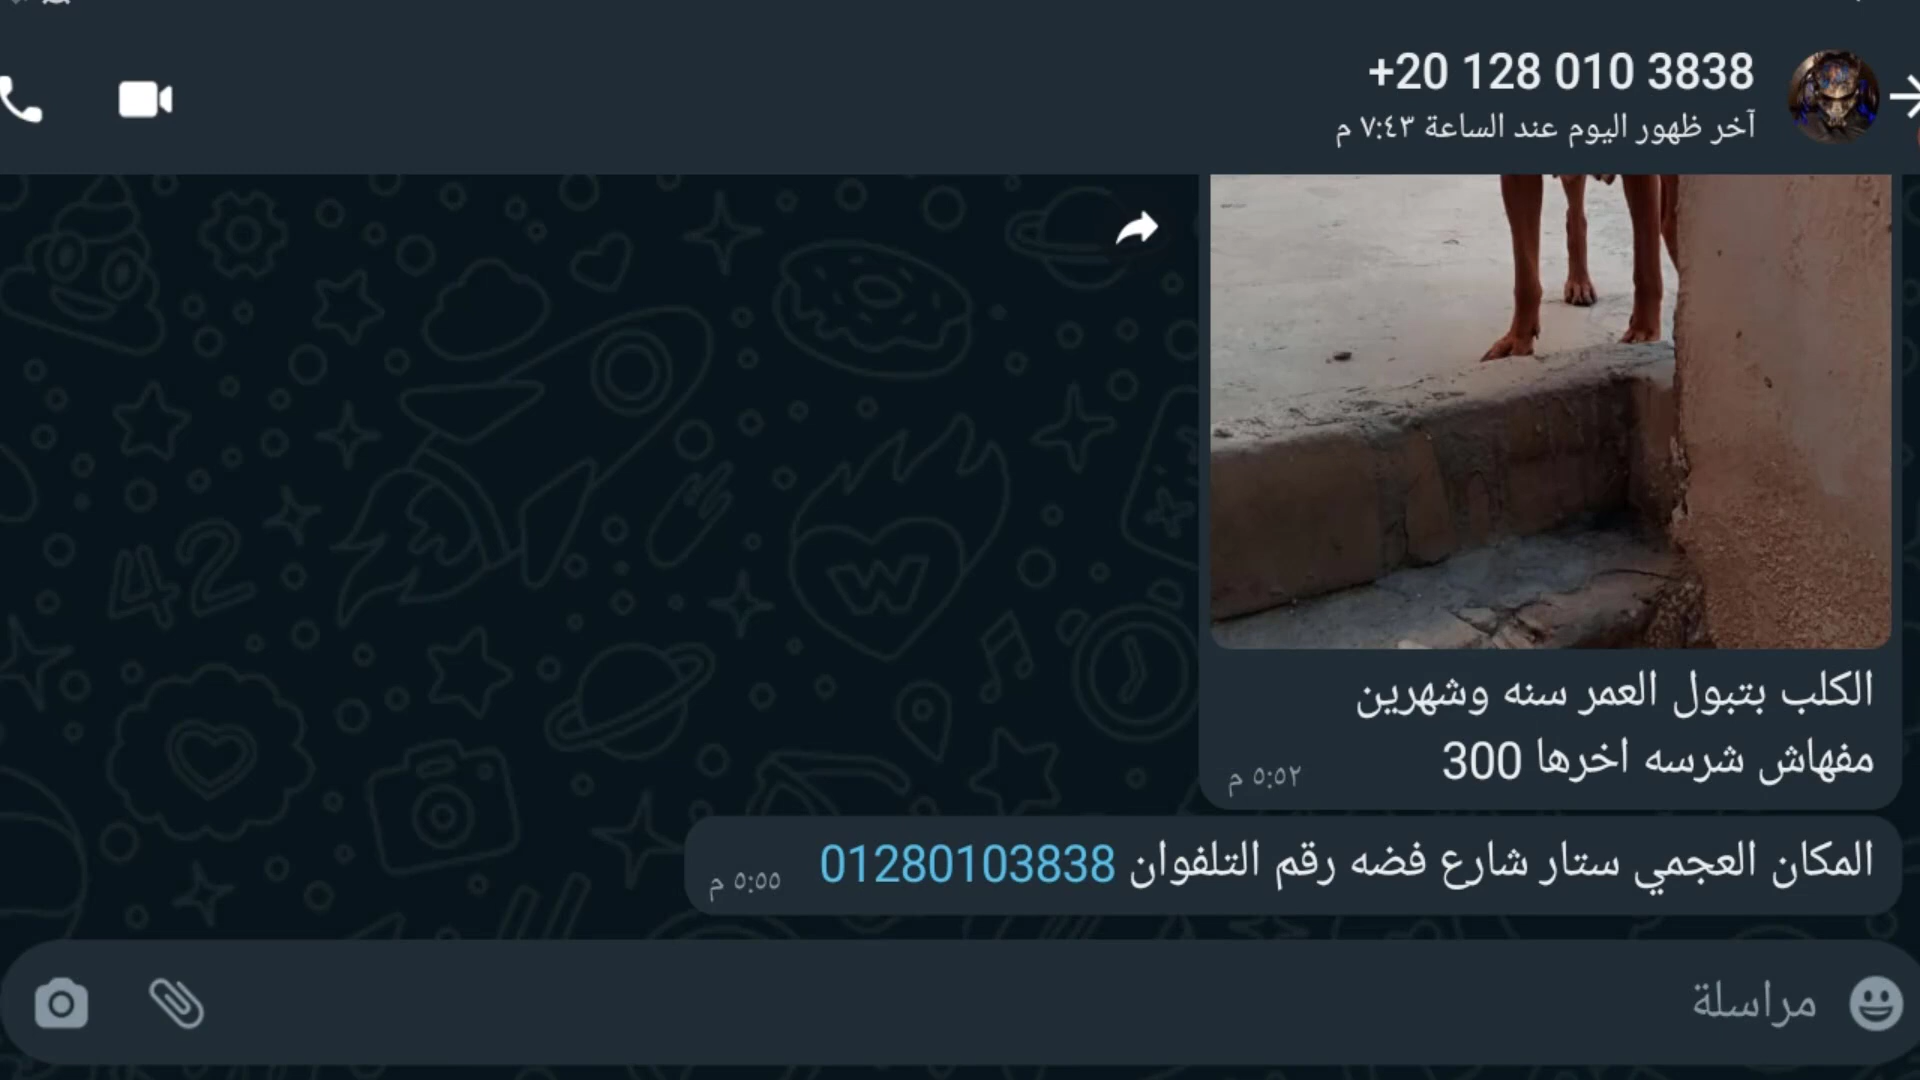 +20 128 010 3838
آخر ظهور اليوم عند الساعة ٧:٤٣ م
الكلب بتبول العمر سنه وشهرين
مفهاش شرسه اخرها 300
٥:٥٢ م
المكان العجمي ستار شارع فضه رقم التلفوان 01280103838
٥:٥٥ م
مراسلة